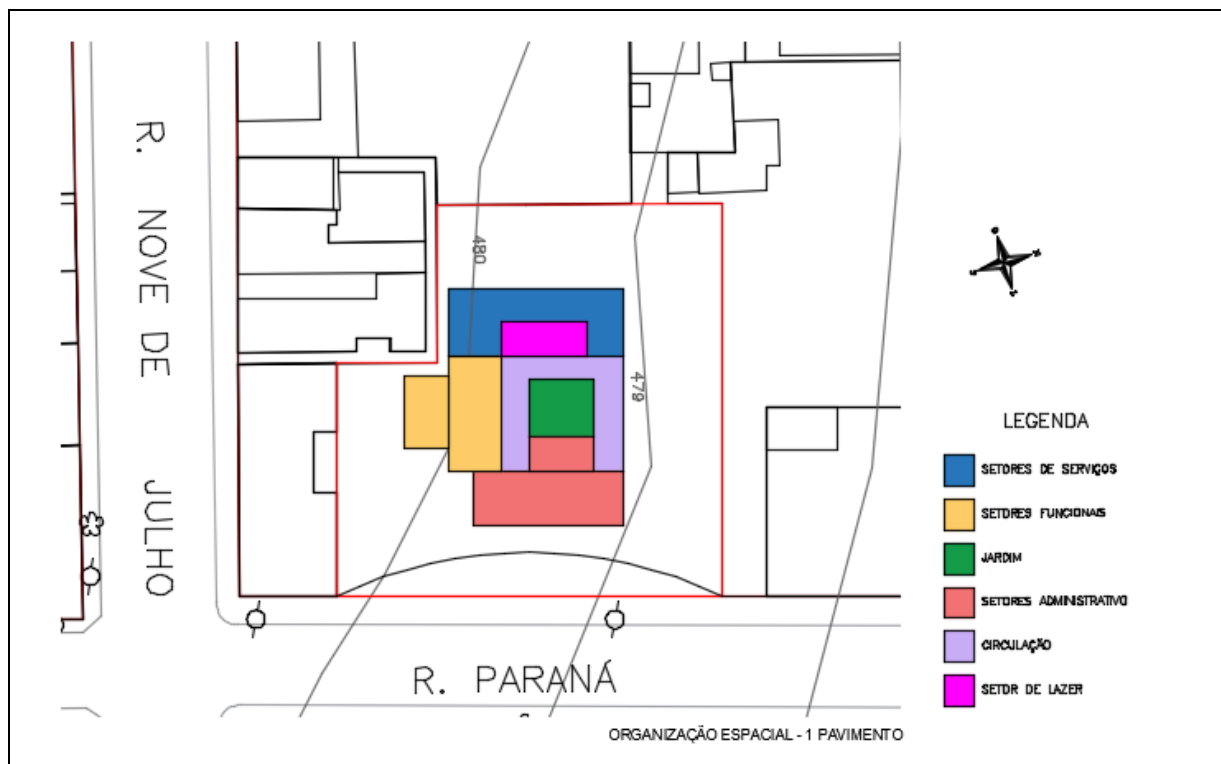 R. NOVE DE JULHO
480
479
R. PARANÁ
LEGENDA
SETORES DE SERVIÇOS
SETORES FUNCIONAIS
JARDIM
SETORES ADMINISTRATIVO
CIRCULAÇÃO
SETOR DE LAZER
ORGANIZAÇÃO ESPACIAL - 1 PAVIMENTO